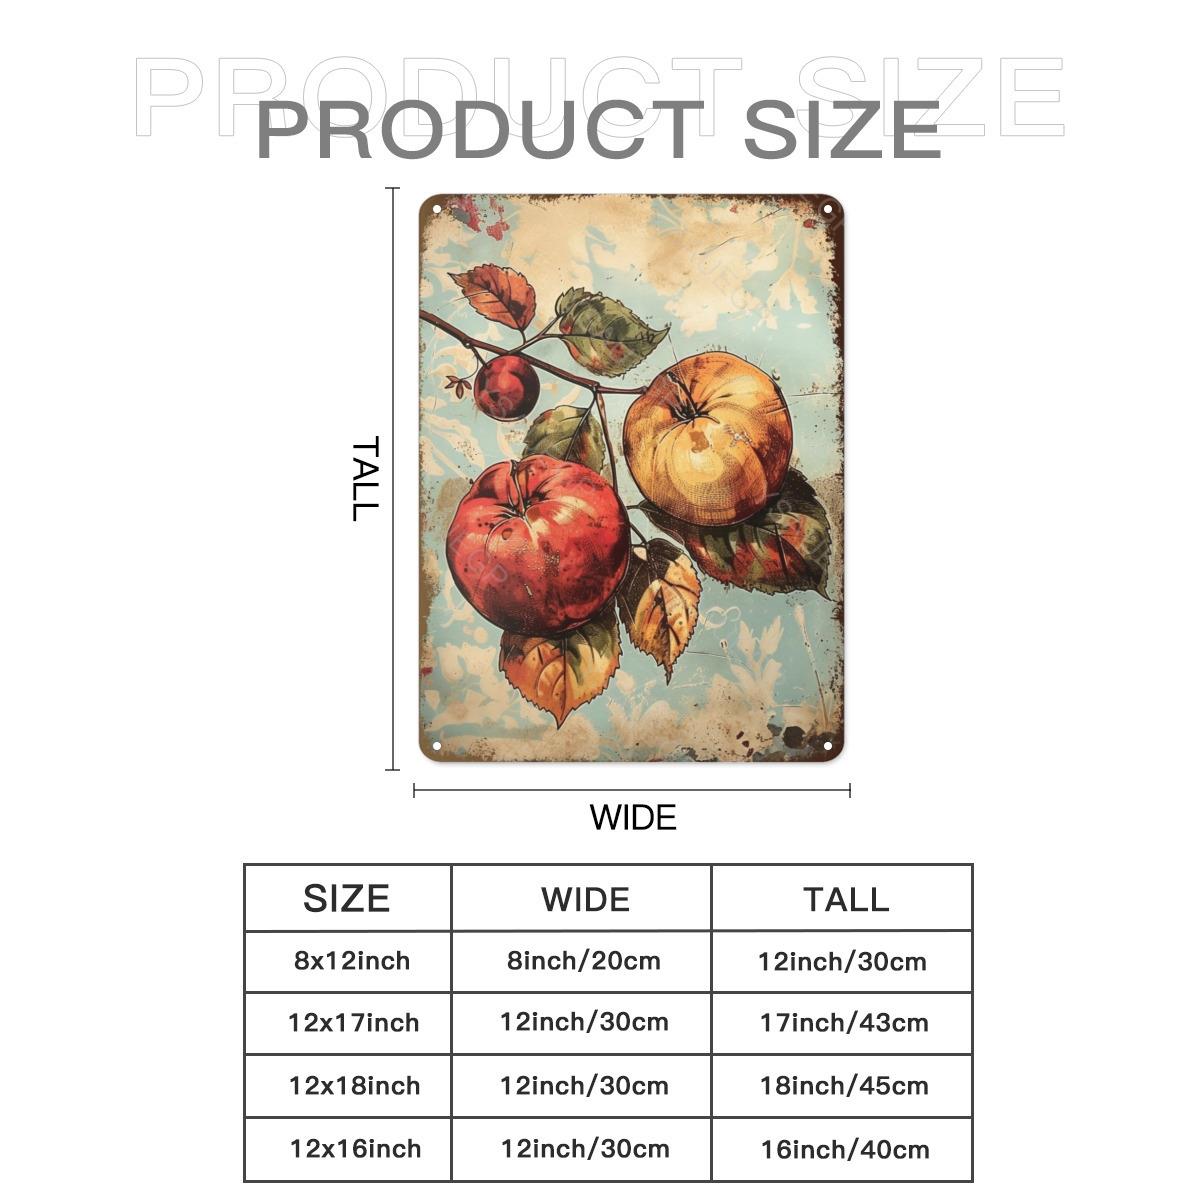 PRODUCT SIZE
PRODUCT SIZE
TALL
WIDE
SIZE WIDE TALL
8x12inch 8inch/20cm 12inch/30cm
12x17inch 12inch/30cm 17inch/43cm
12x18inch 12inch/30cm 18inch/45cm
12x16inch 12inch/30cm 16inch/40cm